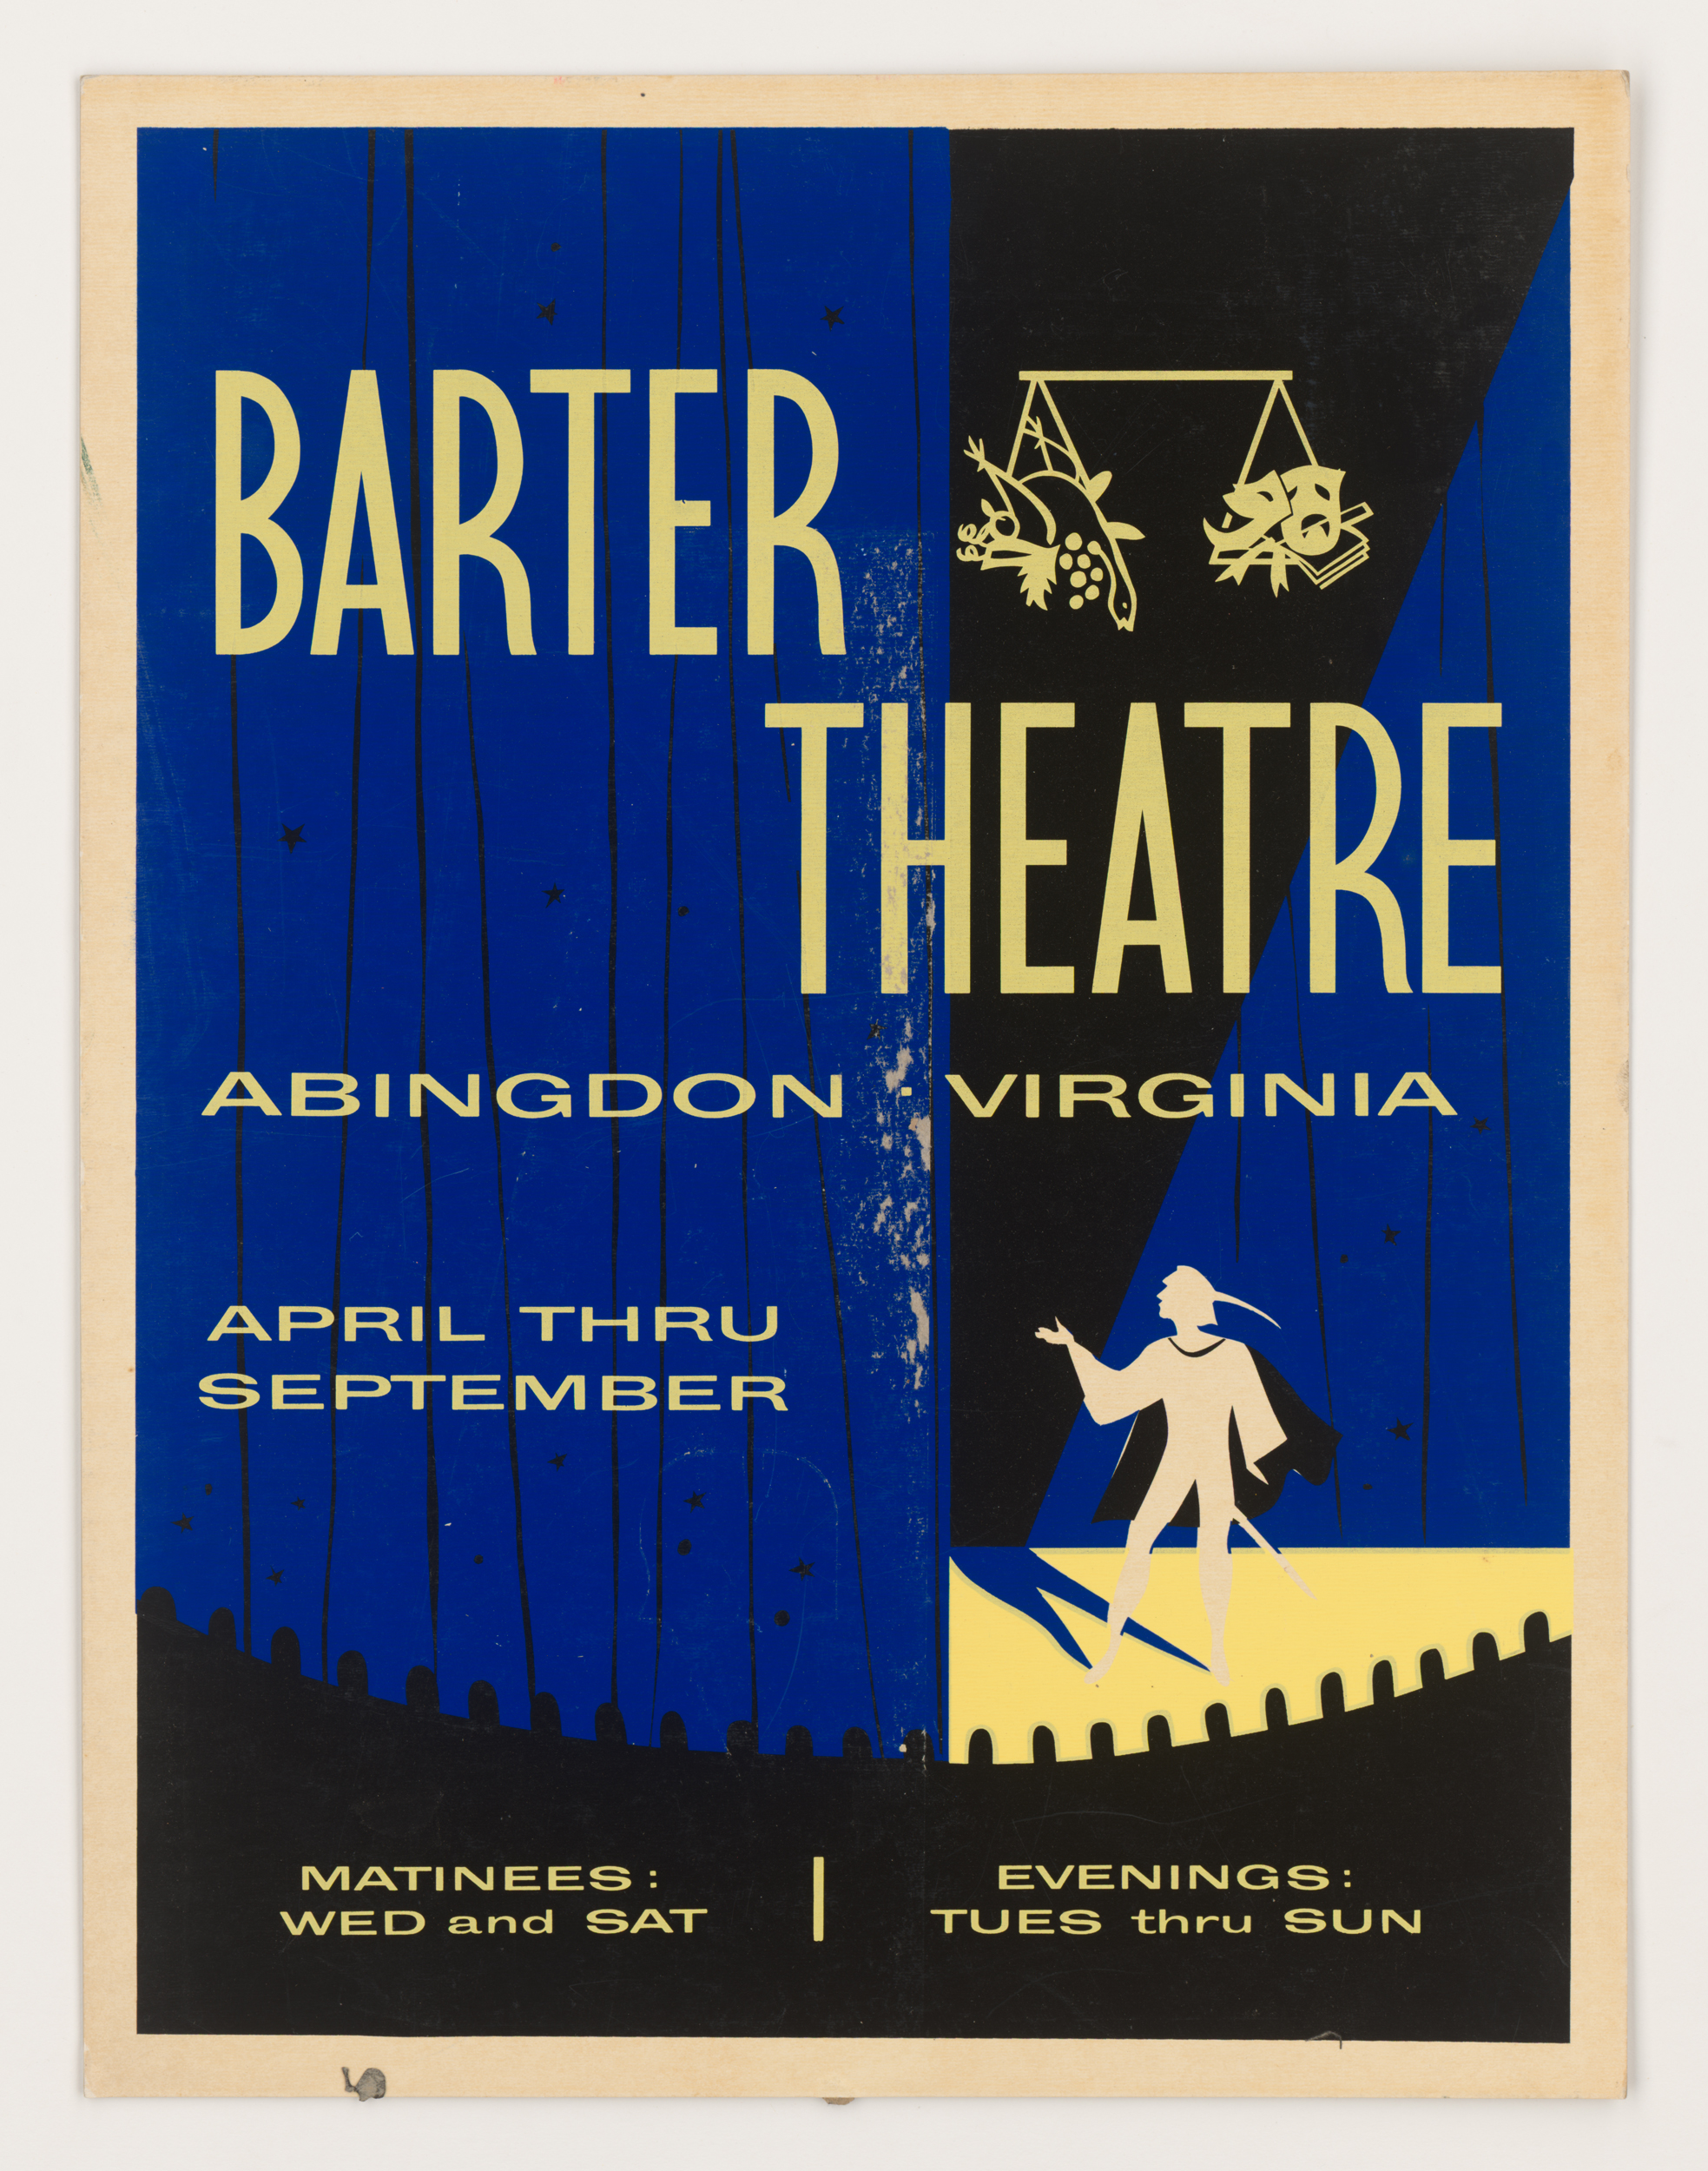 BARTER
THEATRE
ABINGDON · VIRGINIA
APRIL THRU
SEPTEMBER
MATINEES:
WED and SAT
EVENINGS:
TUES thru SUN